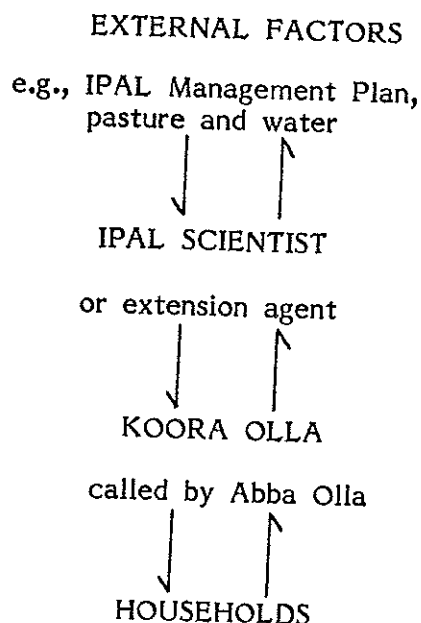 EXTERNAL FACTORS
e.g., IPAL Management Plan,
pasture and water
IPAL SCIENTIST
or extension agent
KOORA OLLA
called by Abba Olla
HOUSEHOLDS